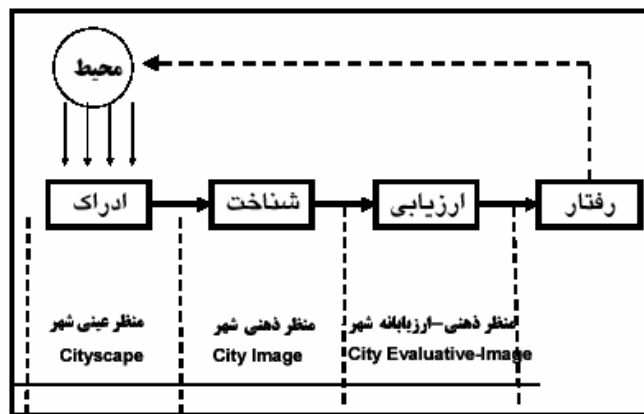 محیط
ادراک
شناخت
ارزیابی
رفتار
منظر عینی شهر
Cityscape
منظر ذهنی شهر
City Image
منظر ذهنی-ارزیابانه شهر
City Evaluative-Image